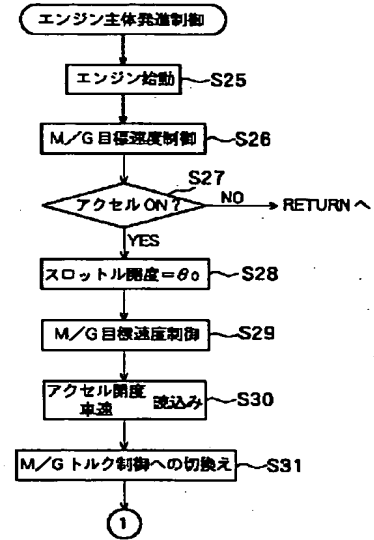 エンジン主体発進制御
エンジン始動 S25
M/G目標速度制御 S26
S27
アクセルON? NO RETURNへ
YES
スロットル開度=θ0 S28
M/G目標速度制御 S29
アクセル開度
車速 読込み S30
M/Gトルク制御への切換え S31
1